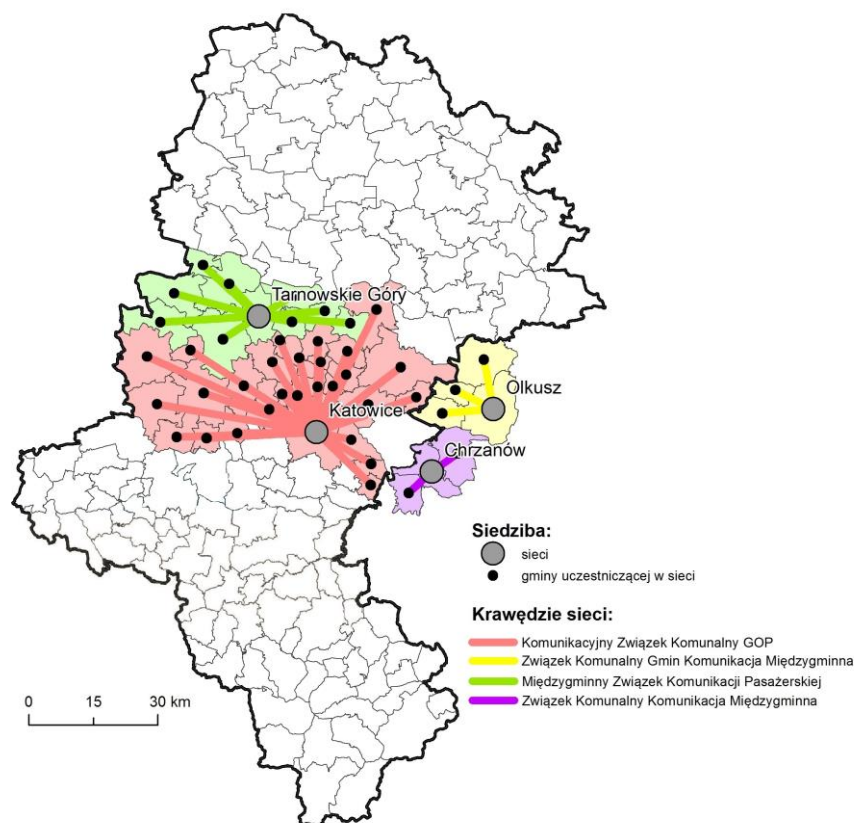 Tarnowskie Góry
Olkusz
Katowice
Chrzanów
Siedziba:
sieci
gminy uczestniczącej w sieci
Krawędzie sieci:
Komunikacyjny Związek Komunalny GOP
Związek Komunalny Gmin Komunikacja Międzygminna
Międzygminny Związek Komunikacji Pasażerskiej
Związek Komunalny Komunikacja Międzygminna
0 15 30 km